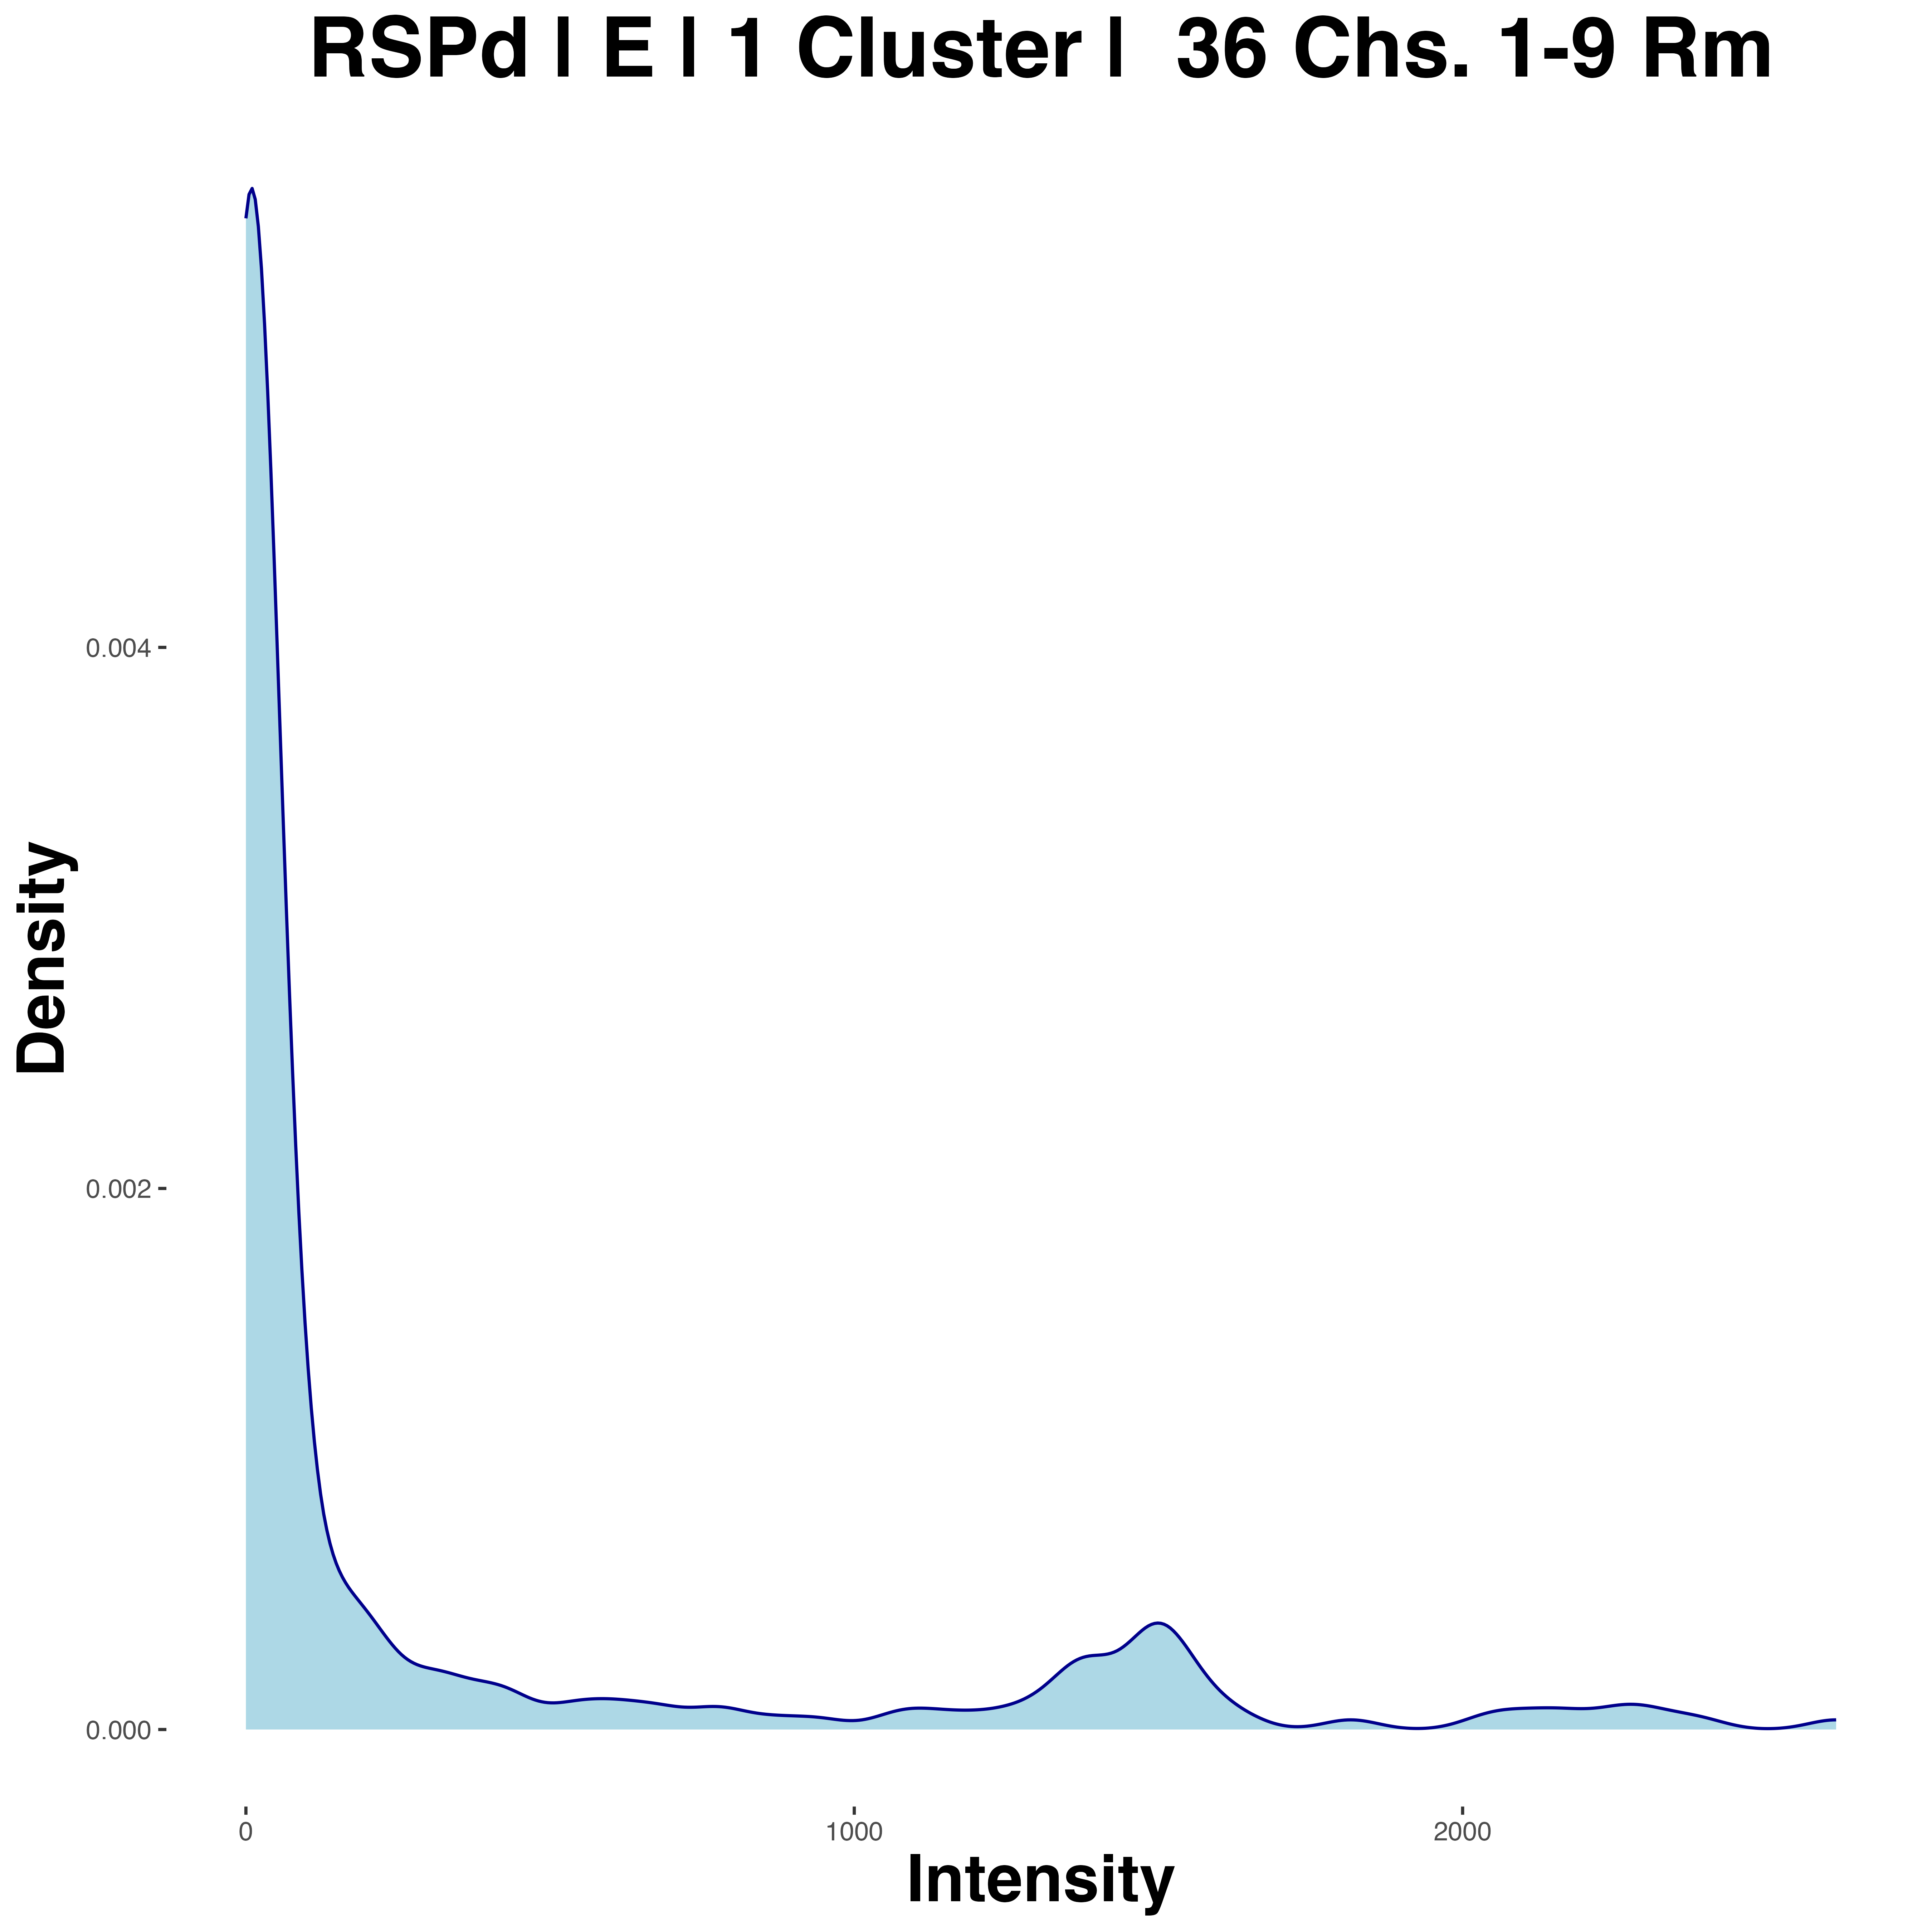 RSPd | E | 1 Cluster |  36 Chs. 1-9 Rm
Density
0.004
0.002
0.000
0 1000 2000
Intensity